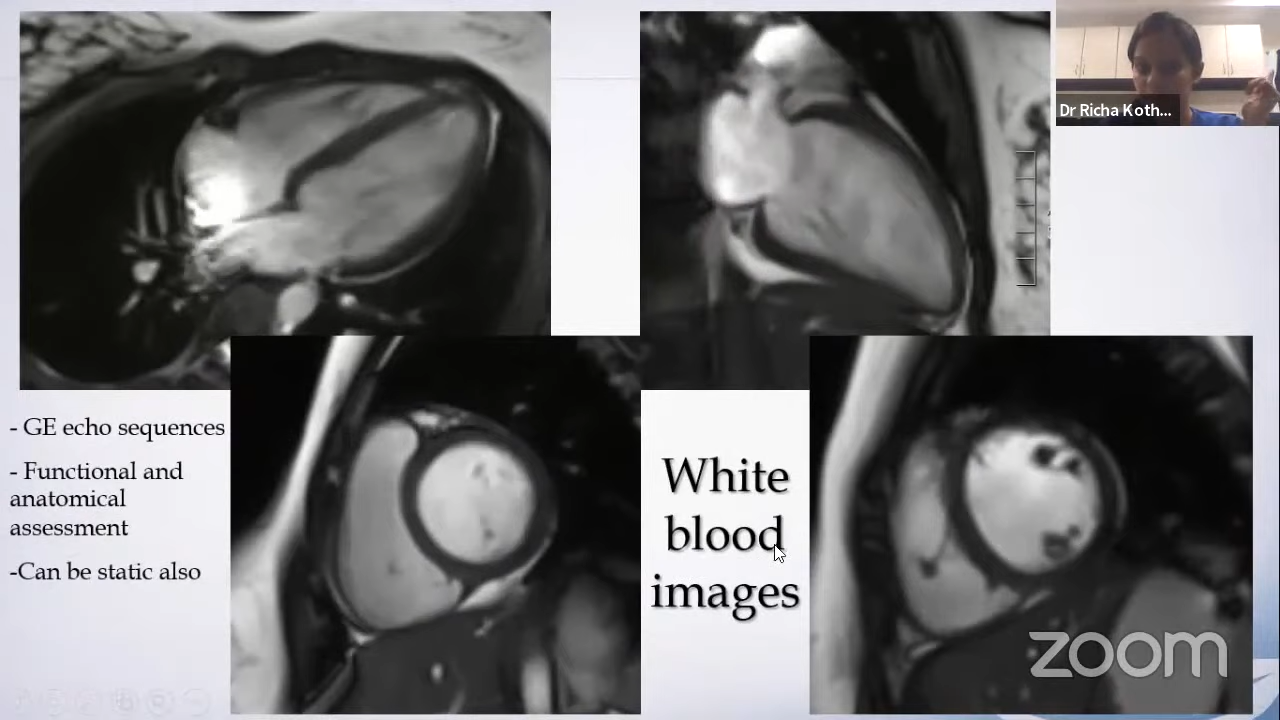 Dr Richa Koth...
- GE echo sequences
- Functional and
anatomical
assessment
-Can be static also
White
blood
images
zoom